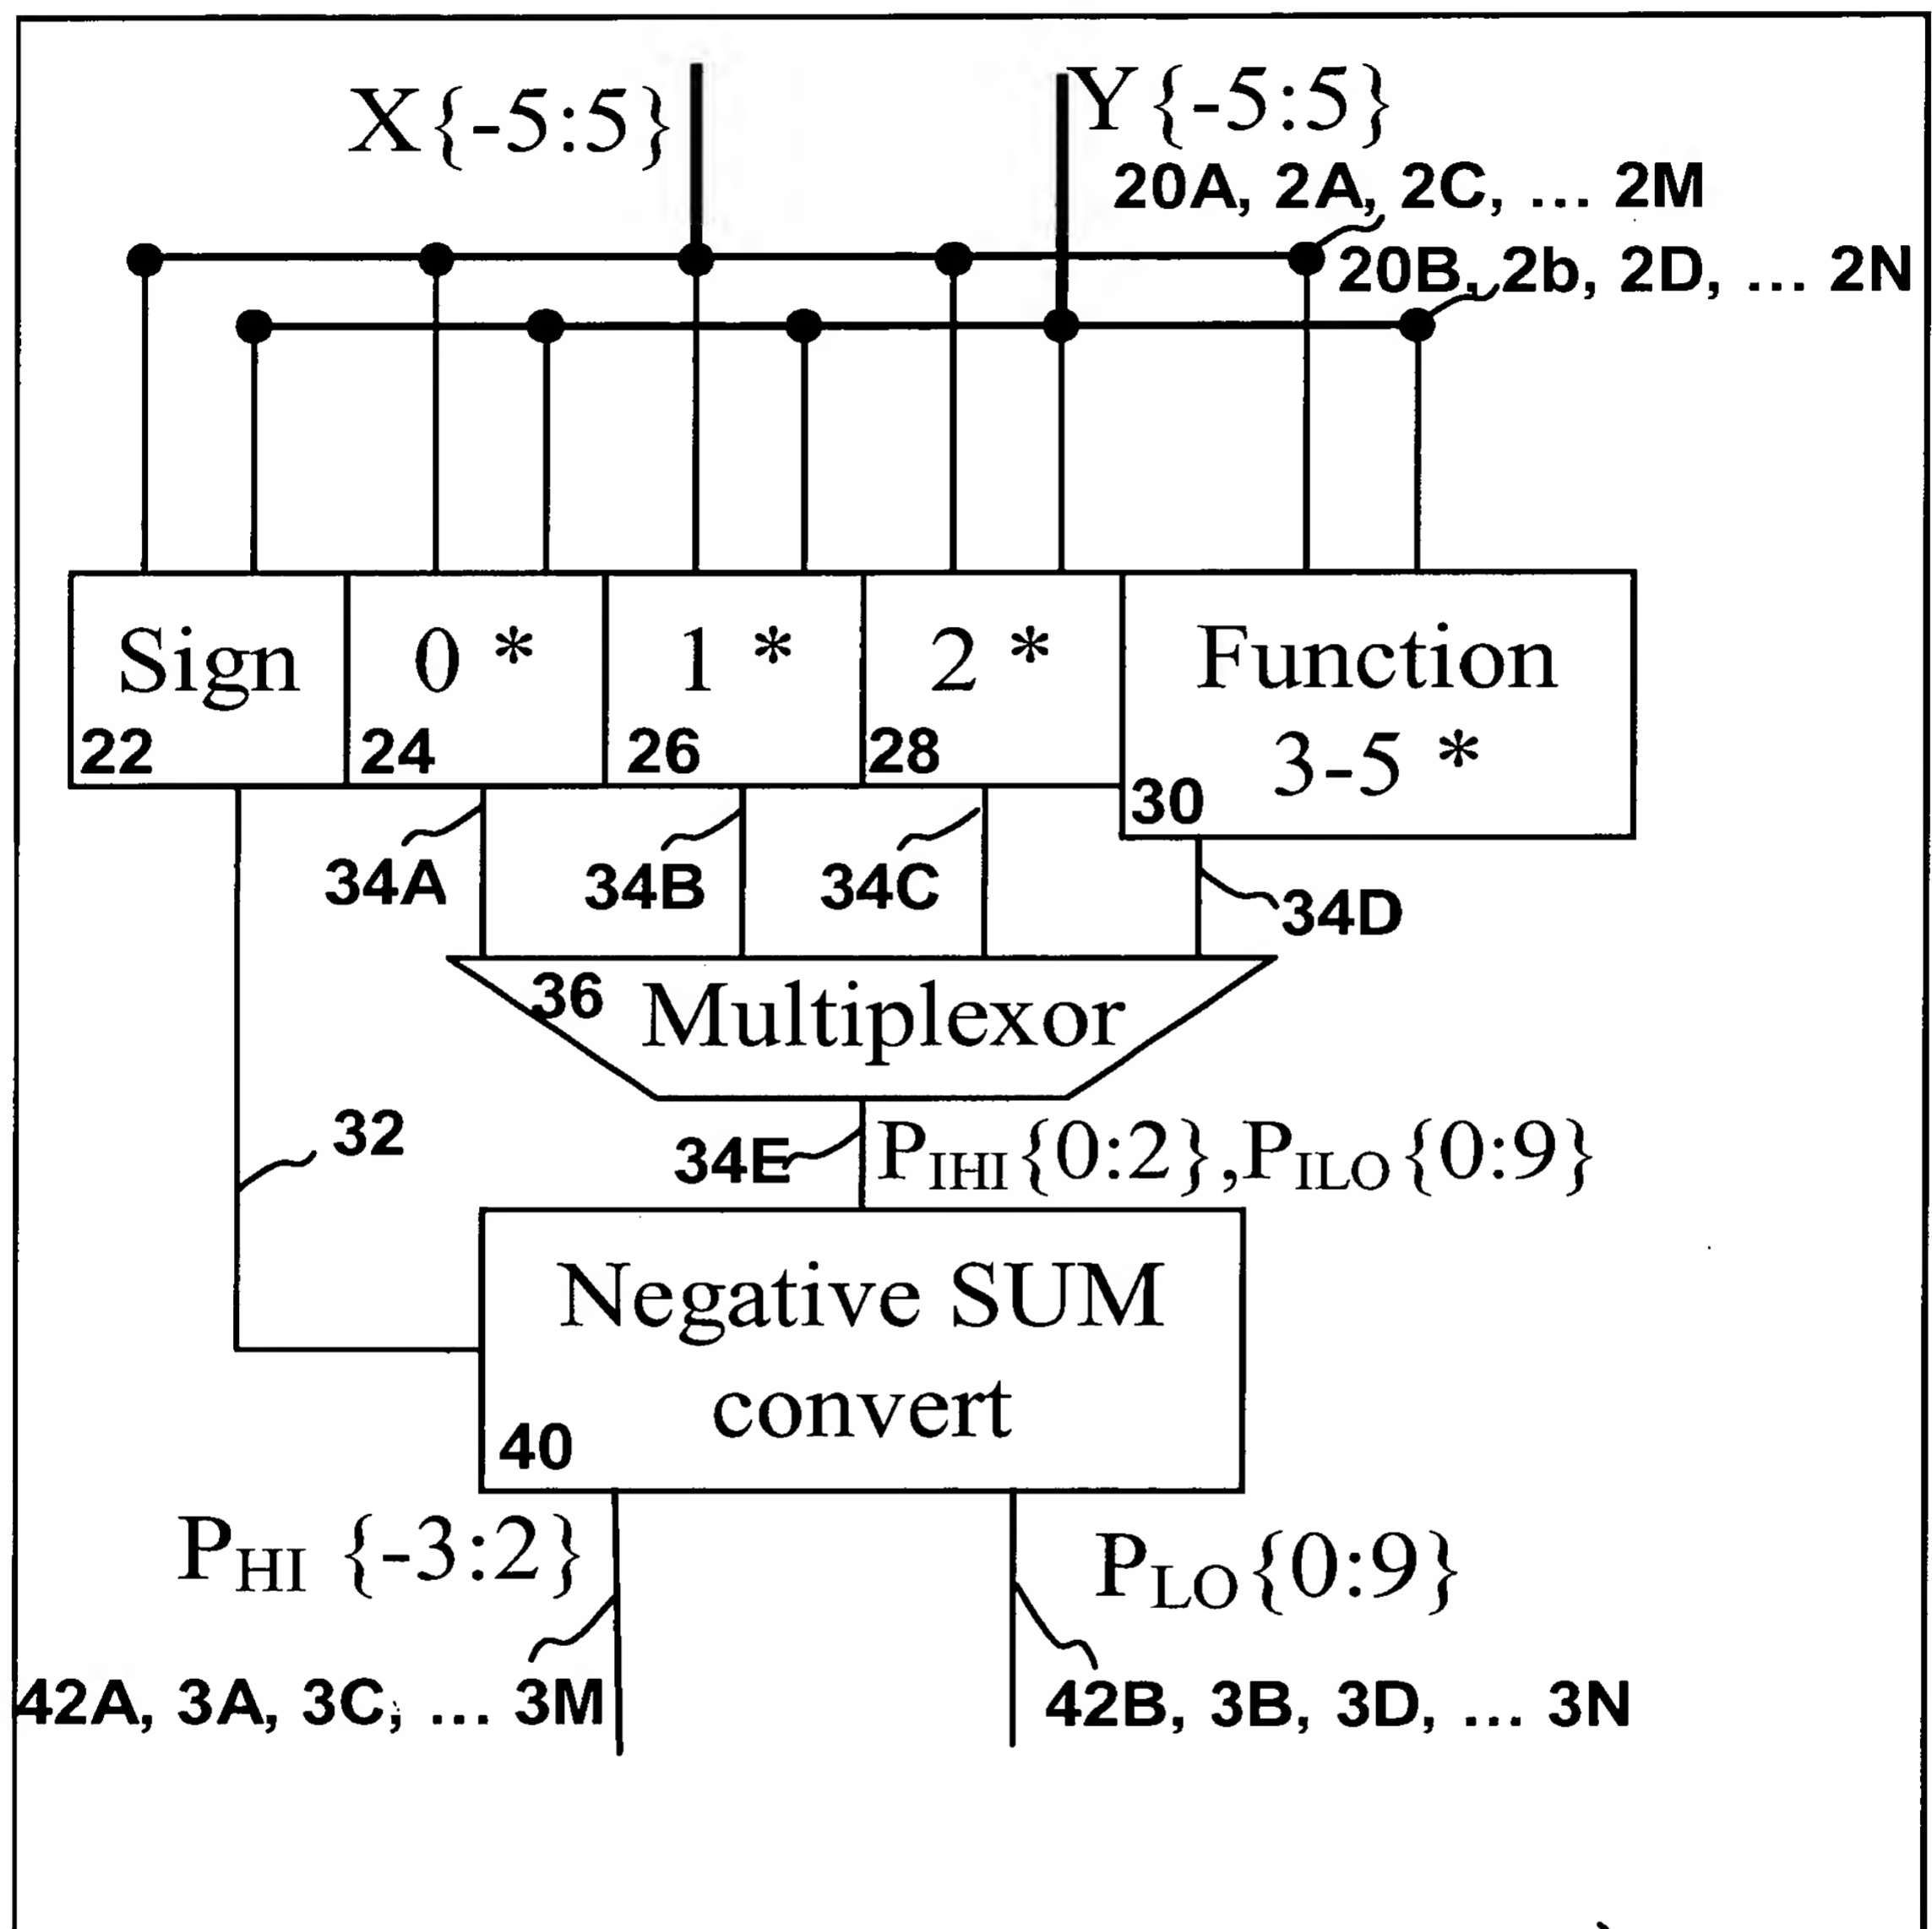 X{-5:5}
Y{-5:5}
20A, 2A, 2C, ... 2M
20B, 2b, 2D, ... 2N
Sign
22
0 *
24
1 *
26
2 *
28
Function
3-5 *
30
34A
34B
34C
34D
36
Multiplexor
32
34E
PIHI{0:2},PILO{0:9}
Negative SUM
convert
40
PHI {-3:2}
PLO{0:9}
42A, 3A, 3C, ... 3M
42B, 3B, 3D, ... 3N